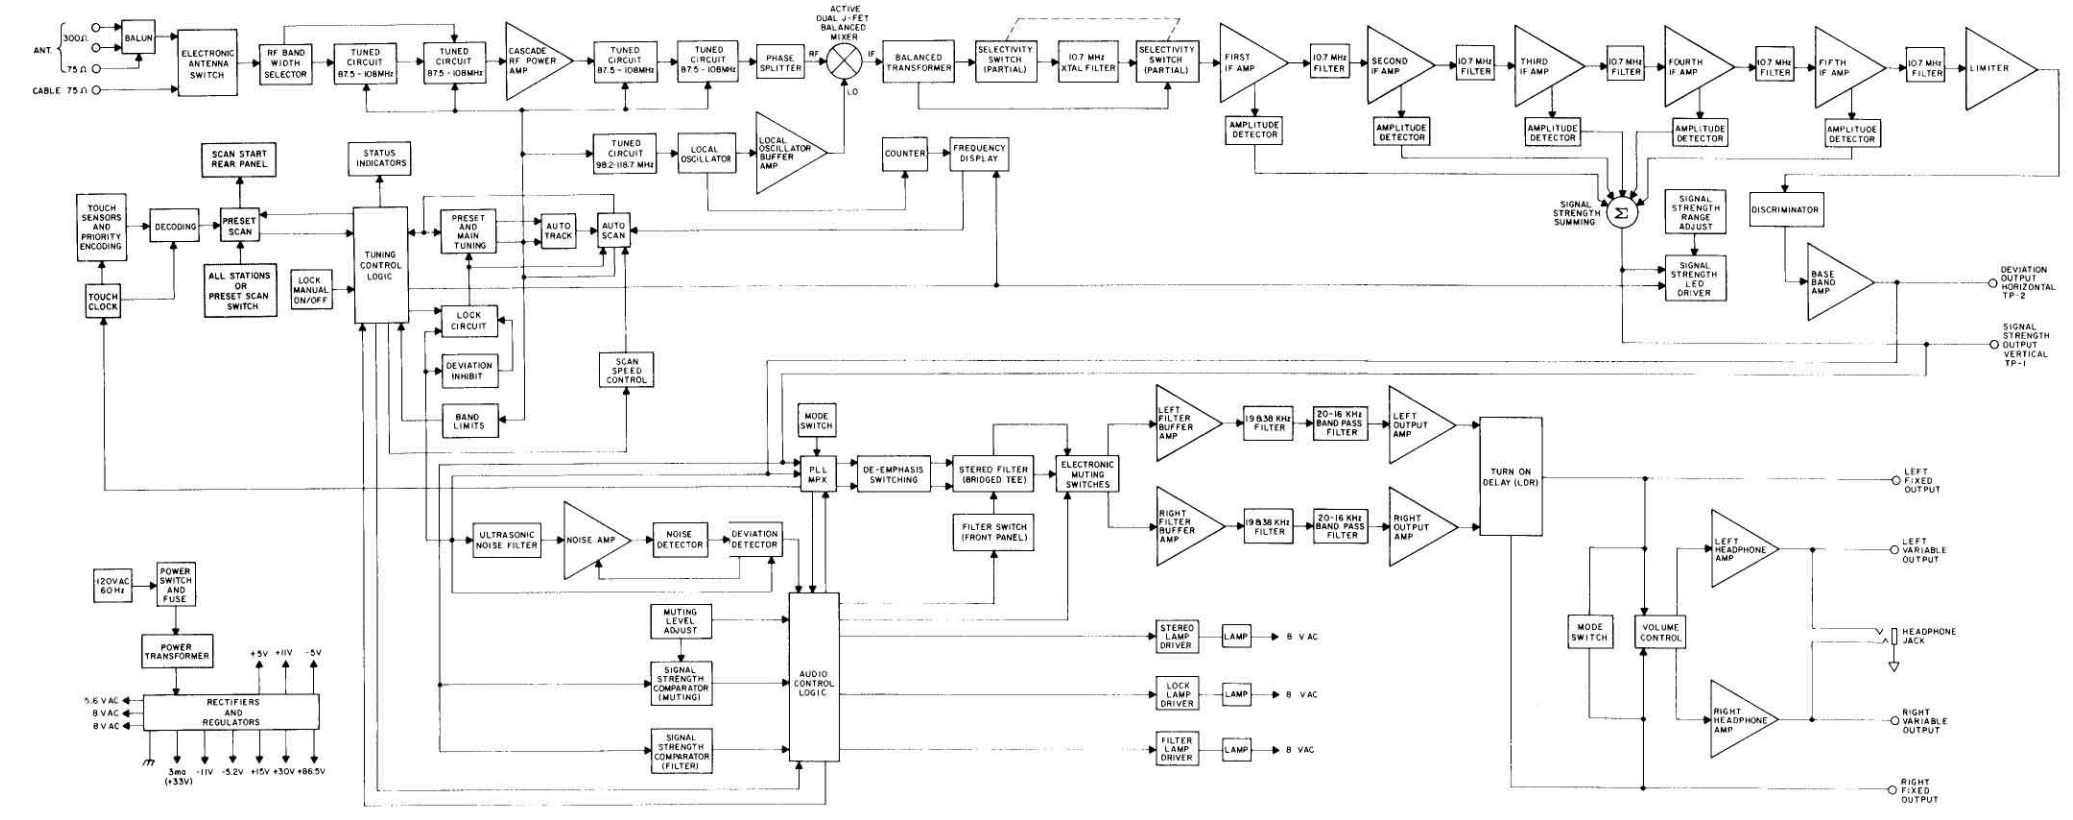 ANT.
300Ω
75Ω
CABLE 75Ω
BALUN
ELECTRONIC
ANTENNA
SWITCH
RF BAND
WIDTH
SELECTOR
TUNED
CIRCUIT
87.5-108MHz
TUNED
CIRCUIT
87.5-108MHz
CASCADE
RF POWER
AMP
TUNED
CIRCUIT
87.5-108MHz
TUNED
CIRCUIT
87.5-108MHz
PHASE
SPLITTER
ACTIVE
DUAL J-FET
BALANCED
MIXER
RF
IF
LO
BALANCED
TRANSFORMER
SELECTIVITY
SWITCH
(PARTIAL)
10.7 MHz
XTAL FILTER
SELECTIVITY
SWITCH
(PARTIAL)
FIRST
IF AMP
10.7 MHz
FILTER
SECOND
IF AMP
10.7 MHz
FILTER
THIRD
IF AMP
10.7 MHz
FILTER
FOURTH
IF AMP
10.7 MHz
FILTER
FIFTH
IF AMP
10.7 MHz
FILTER
LIMITER
AMPLITUDE
DETECTOR
AMPLITUDE
DETECTOR
AMPLITUDE
DETECTOR
AMPLITUDE
DETECTOR
AMPLITUDE
DETECTOR
SCAN START
REAR PANEL
STATUS
INDICATORS
TUNED
CIRCUIT
98.2-118.7 MHz
LOCAL
OSCILLATOR
LOCAL
OSCILLATOR
BUFFER
AMP
COUNTER
FREQUENCY
DISPLAY
TOUCH
SENSORS
AND
PRIORITY
ENCODING
DECODING
PRESET
SCAN
TUNING
CONTROL
LOGIC
PRESET
AND
MAIN
TUNING
AUTO
TRACK
AUTO
SCAN
SIGNAL
STRENGTH
SUMMING
Σ
SIGNAL
STRENGTH
RANGE
ADJUST
DISCRIMINATOR
TOUCH
CLOCK
ALL STATIONS
OR
PRESET SCAN
SWITCH
LOCK
MANUAL
ON/OFF
LOCK
CIRCUIT
SIGNAL
STRENGTH
LED
DRIVER
BASE
BAND
AMP
DEVIATION
OUTPUT
HORIZONTAL
TP-2
SIGNAL
STRENGTH
OUTPUT
VERTICAL
TP-1
DEVIATION
INHIBIT
SCAN
SPEED
CONTROL
BAND
LIMITS
MODE
SWITCH
PLL
MPX
DE-EMPHASIS
SWITCHING
STEREO FILTER
(BRIDGED TEE)
ELECTRONIC
MUTING
SWITCHES
LEFT
FILTER
BUFFER
AMP
19&38 KHz
FILTER
20-16 KHz
BAND PASS
FILTER
LEFT
OUTPUT
AMP
TURN ON
DELAY (LDR)
LEFT
FIXED
OUTPUT
RIGHT
FILTER
BUFFER
AMP
19&38 KHz
FILTER
20-16 KHz
BAND PASS
FILTER
RIGHT
OUTPUT
AMP
FILTER SWITCH
(FRONT PANEL)
ULTRASONIC
NOISE FILTER
NOISE AMP
NOISE
DETECTOR
DEVIATION
DETECTOR
LEFT
HEADPHONE
AMP
LEFT
VARIABLE
OUTPUT
120VAC
60Hz
POWER
SWITCH
AND
FUSE
POWER
TRANSFORMER
MUTING
LEVEL
ADJUST
SIGNAL
STRENGTH
COMPARATOR
(MUTING)
AUDIO
CONTROL
LOGIC
STEREO
LAMP
DRIVER
LAMP
8 VAC
MODE
SWITCH
VOLUME
CONTROL
HEADPHONE
JACK
LOCK
LAMP
DRIVER
LAMP
8 VAC
+5V
+11V
-5V
5.6 VAC
8 VAC
8 VAC
RECTIFIERS
AND
REGULATORS
RIGHT
HEADPHONE
AMP
RIGHT
VARIABLE
OUTPUT
SIGNAL
STRENGTH
COMPARATOR
(FILTER)
FILTER
LAMP
DRIVER
LAMP
8 VAC
3ma
(+33V)
-11V
-5.2V
+15V
+30V
+86.5V
RIGHT
FIXED
OUTPUT